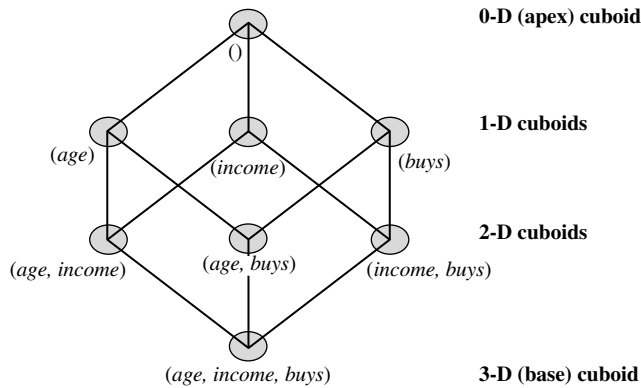 0-D (apex) cuboid
()
1-D cuboids
(age)
(income)
(buys)
2-D cuboids
(age, income)
(age, buys)
(income, buys)
(age, income, buys)
3-D (base) cuboid